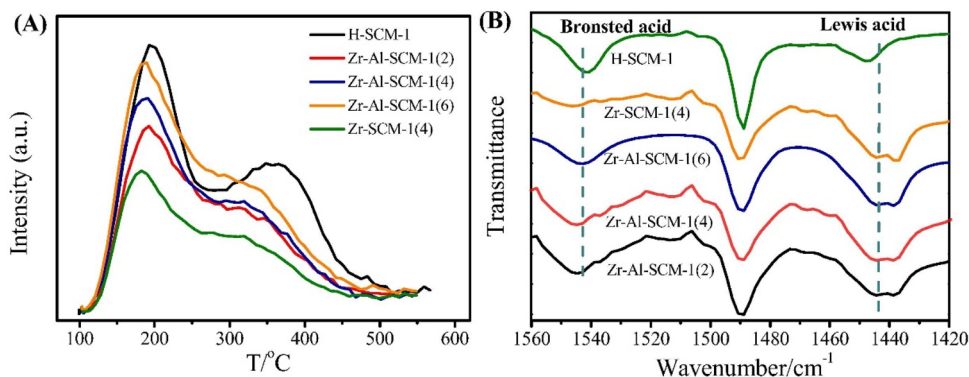 (A)
Intensity (a.u.)
H-SCM-1
Zr-Al-SCM-1(2)
Zr-Al-SCM-1(4)
Zr-Al-SCM-1(6)
Zr-SCM-1(4)
100 200 300 400 500 600
T/°C
(B)
Transmittance
Bronsted acid
Lewis acid
H-SCM-1
Zr-SCM-1(4)
Zr-Al-SCM-1(6)
Zr-Al-SCM-1(4)
Zr-Al-SCM-1(2)
1560 1540 1520 1500 1480 1460 1440 1420
Wavenumber/cm⁻¹